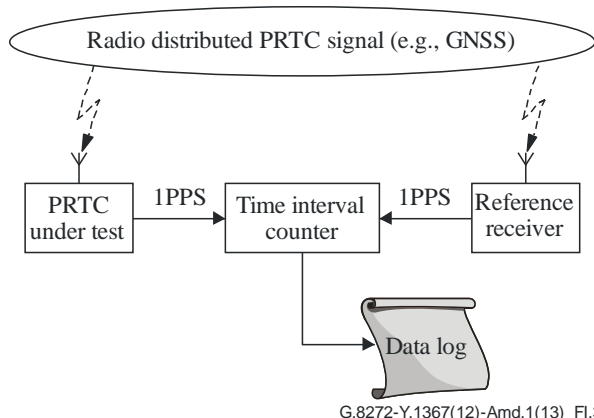 Radio distributed PRTC signal (e.g., GNSS)
PRTC
under test
1PPS
Time interval
counter
1PPS
Reference
receiver
Data log
G.8272-Y.1367(12)-Amd.1(13)_FI.